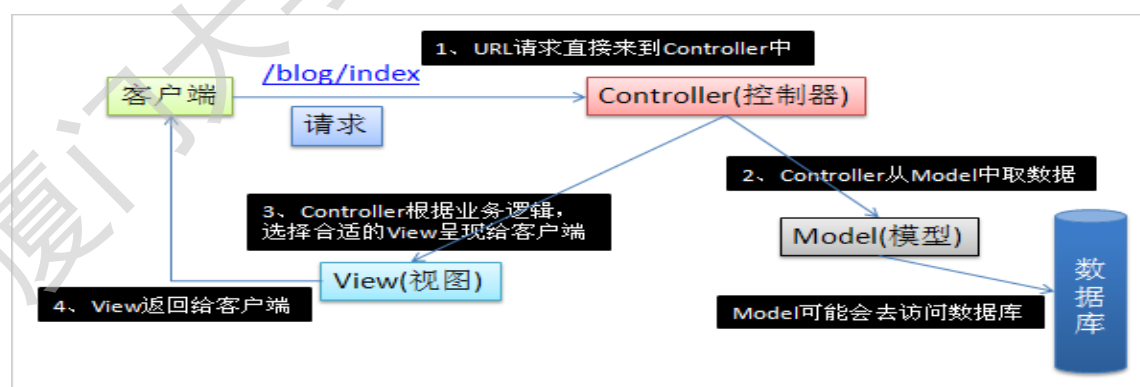 1、URL请求直接来到Controller中
/blog/index
客户端
Controller(控制器)
请求
2、Controller从Model中取数据
3、Controller根据业务逻辑，
选择合适的View呈现给客户端
Model(模型)
View(视图)
数
据
库
4、View返回给客户端
Model可能会去访问数据库
厦门大